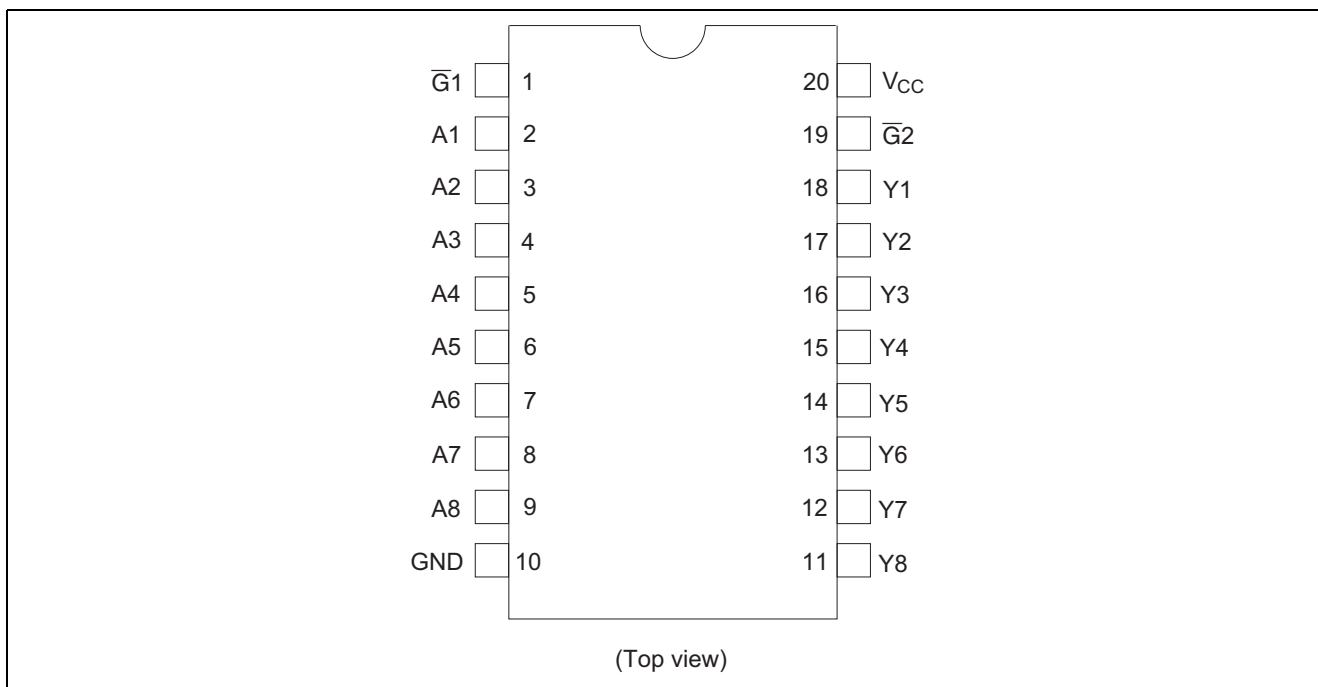 G̅1 1 20 VCC
A1 2 19 G̅2
A2 3 18 Y1
A3 4 17 Y2
A4 5 16 Y3
A5 6 15 Y4
A6 7 14 Y5
A7 8 13 Y6
A8 9 12 Y7
GND 10 11 Y8
(Top view)